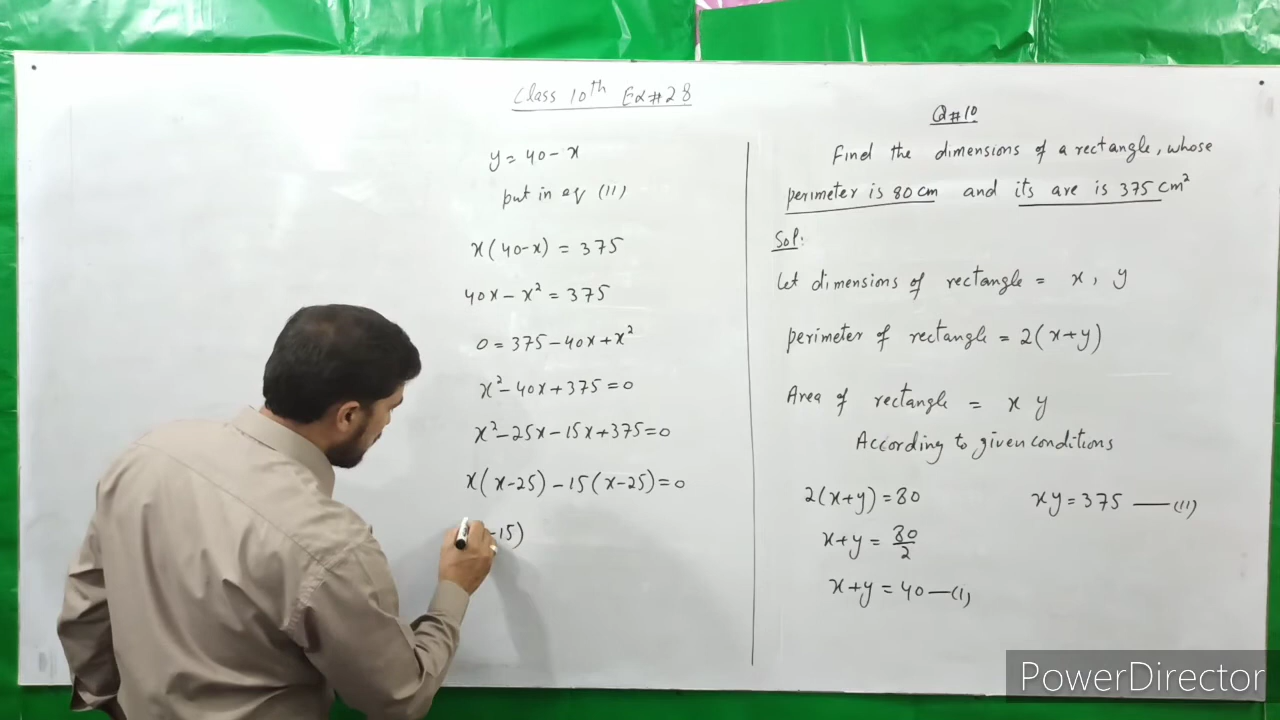 Class 10th Ex#28
y = 40 - x
put in eq (11)
x(40-x) = 375
40x - x² = 375
0 = 375 - 40x + x²
x² - 40x + 375 = 0
x² - 25x - 15x + 375 = 0
x(x-25) - 15(x-25) = 0
-15)
Q#10
Find the dimensions of a rectangle, whose
perimeter is 80 cm and its are is 375 cm²
Sol:
Let dimensions of rectangle = x, y
perimeter of rectangle = 2(x+y)
Area of rectangle = x y
According to given conditions
2(x+y) = 80 xy = 375 — (11)
x+y = 80/2
x+y = 40 — (1)
PowerDirector